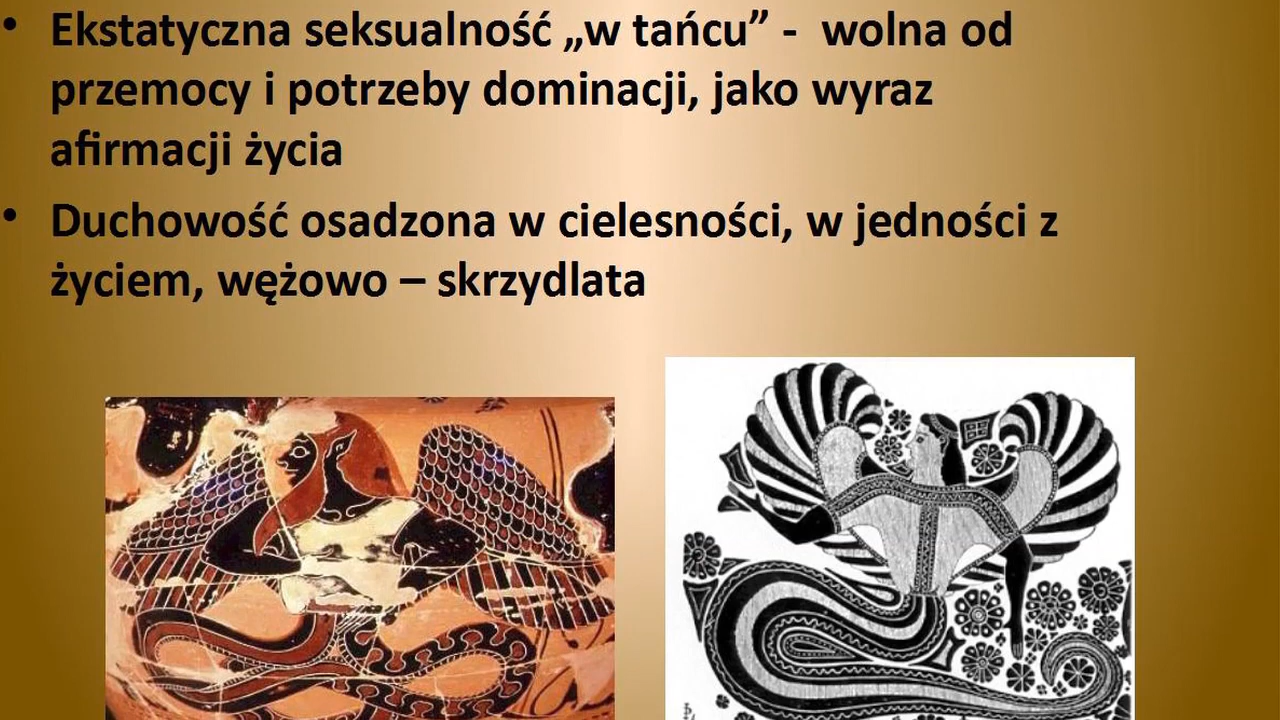 • Ekstatyczna seksualność „w tańcu” - wolna od
przemocy i potrzeby dominacji, jako wyraz
afirmacji życia
• Duchowość osadzona w cielesności, w jedności z
życiem, wężowo – skrzydlata